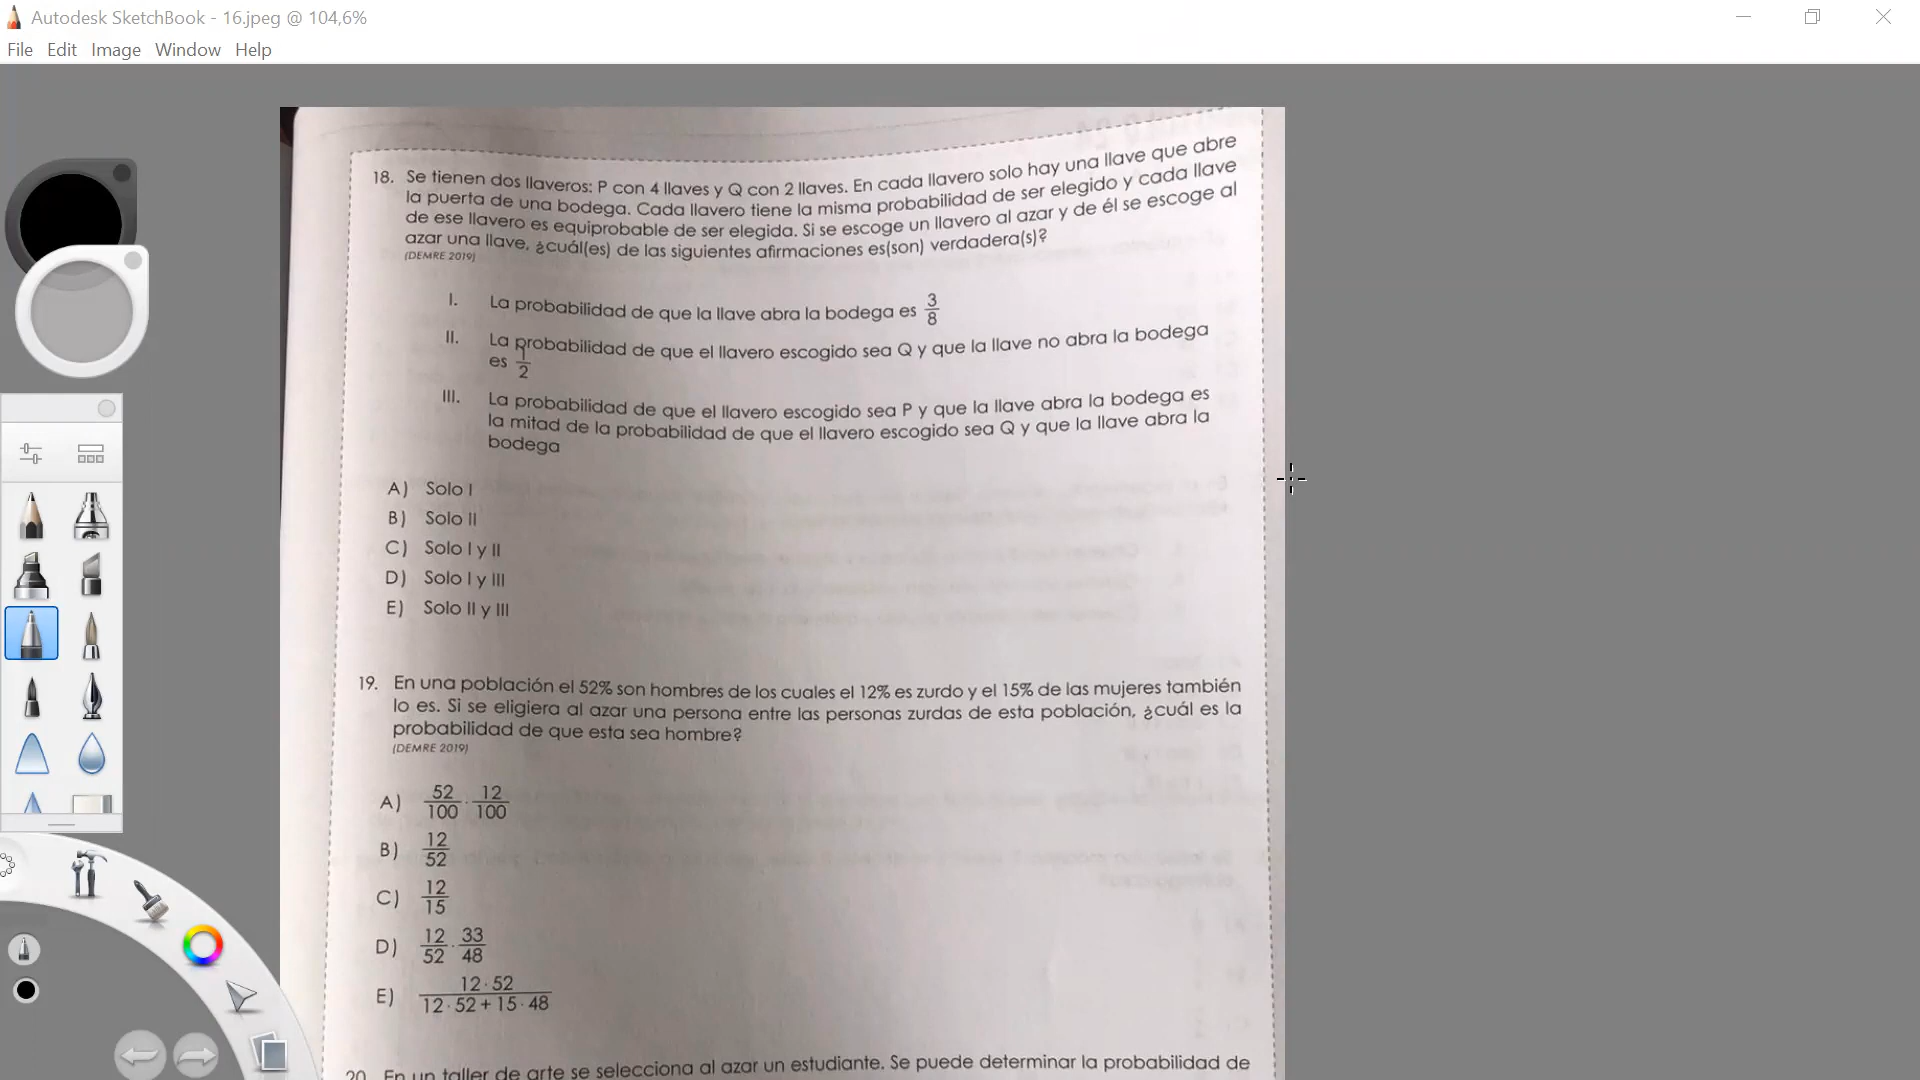 Autodesk SketchBook - 16.jpeg @ 104,6%
File Edit Image Window Help
18. Se tienen dos llaveros: P con 4 llaves y Q con 2 llaves. En cada llavero solo hay una llave que abre
la puerta de una bodega. Cada llavero tiene la misma probabilidad de ser elegido y cada llave
de ese llavero es equiprobable de ser elegida. Si se escoge un llavero al azar y de él se escoge al
azar una llave, ¿cuál(es) de las siguientes afirmaciones es(son) verdadera(s)?
(DEMRE 2019)
I. La probabilidad de que la llave abra la bodega es 3/8
II. La probabilidad de que el llavero escogido sea Q y que la llave no abra la bodega
es 1/2
III. La probabilidad de que el llavero escogido sea P y que la llave abra la bodega es
la mitad de la probabilidad de que el llavero escogido sea Q y que la llave abra la
bodega
A) Solo I
B) Solo II
C) Solo I y II
D) Solo I y III
E) Solo II y III
19. En una población el 52% son hombres de los cuales el 12% es zurdo y el 15% de las mujeres también
lo es. Si se eligiera al azar una persona entre las personas zurdas de esta población, ¿cuál es la
probabilidad de que esta sea hombre?
(DEMRE 2019)
A) 52/100 · 12/100
B) 12/52
C) 12/15
D) 12/52 · 33/48
E) 12 · 52 / 12 · 52 + 15 · 48
20. En un taller de arte se selecciona al azar un estudiante. Se puede determinar la probabilidad de